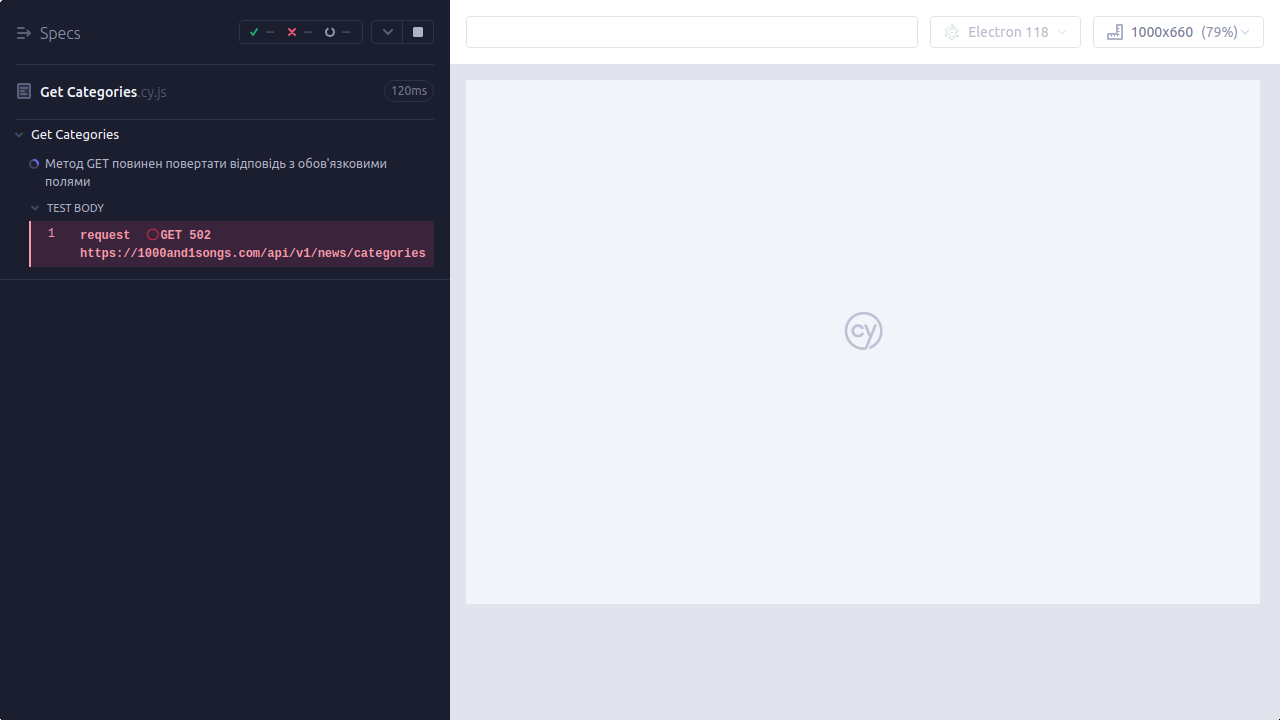 Specs
-- -- --
Electron 118
1000x660 (79%)
Get Categories cy.js 120ms
Get Categories
Метод GET повинен повертати відповідь з обов'язковими
полями
TEST BODY
1 request GET 502
https://1000and1songs.com/api/v1/news/categories
cy